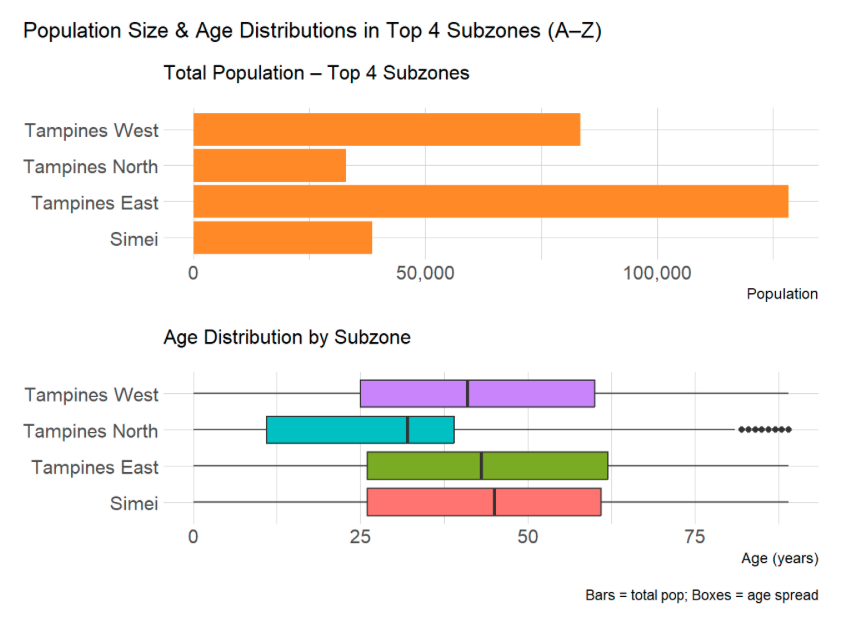 Population Size & Age Distributions in Top 4 Subzones (A–Z)
Total Population – Top 4 Subzones
Tampines West
Tampines North
Tampines East
Simei
0 50,000 100,000
Population
Age Distribution by Subzone
Tampines West
Tampines North
Tampines East
Simei
0 25 50 75
Age (years)
Bars = total pop; Boxes = age spread